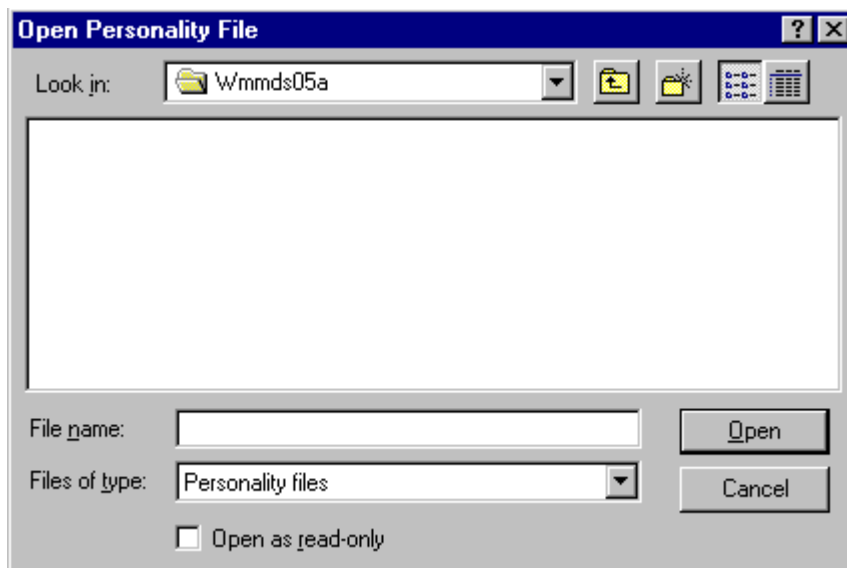 Open Personality File
Look in: Wmmds05a
File name:
Open
Files of type: Personality files
Cancel
Open as read-only